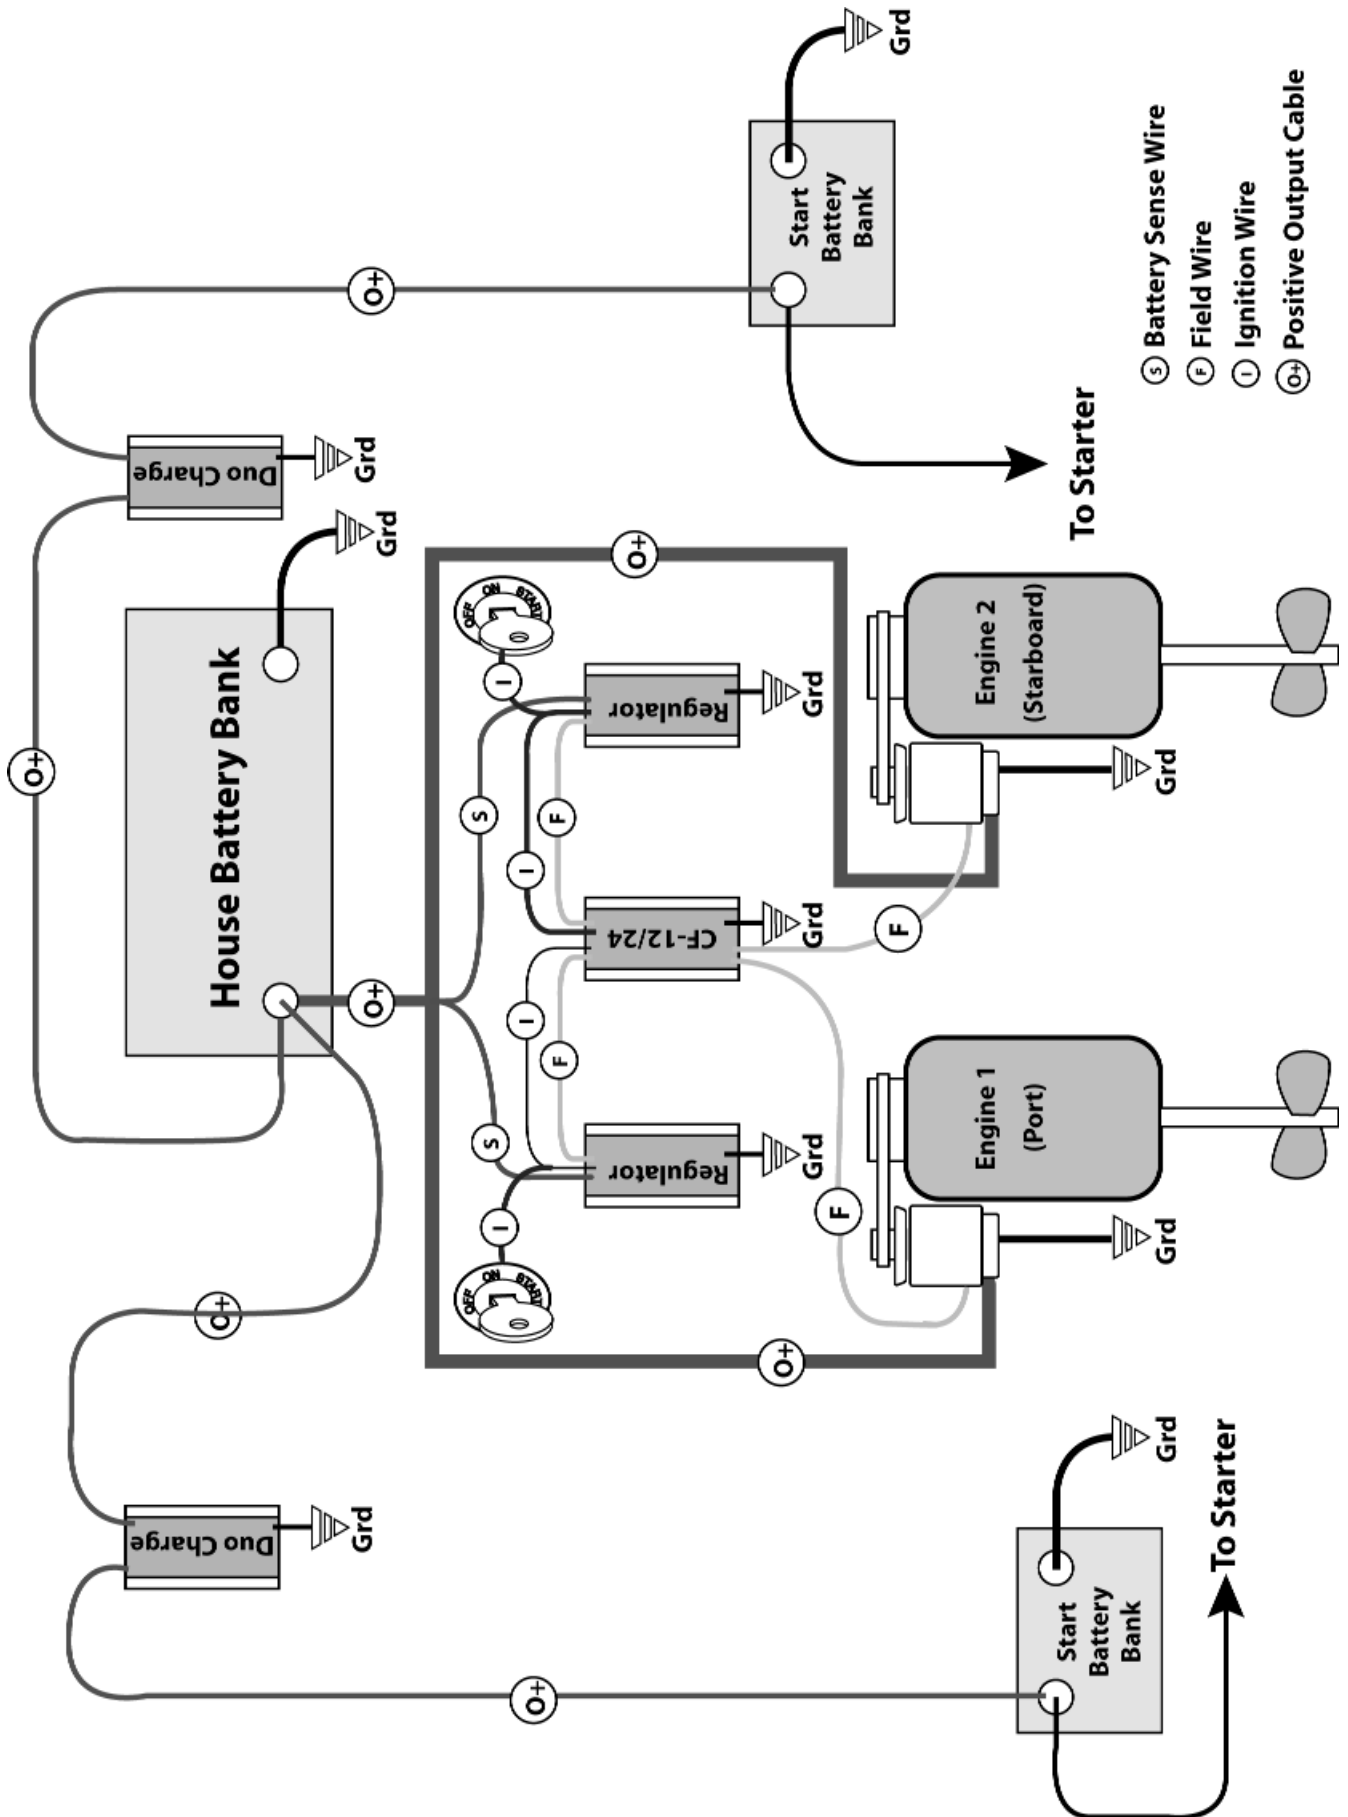 O+
Duo Charge
Grd
O+
House Battery Bank
Grd
Duo Charge
Grd
O+
O+
OFF
ON
START
I
S
I
F
I
F
S
I
OFF
ON
START
O+
O+
Regulator
Grd
CF-12/24
Grd
Regulator
Grd
O+
F
F
Start
Battery
Bank
Grd
O+
Engine 1
(Port)
Grd
Engine 2
(Starboard)
Grd
Start
Battery
Bank
Grd
To Starter
To Starter
S Battery Sense Wire
F Field Wire
I Ignition Wire
O+ Positive Output Cable